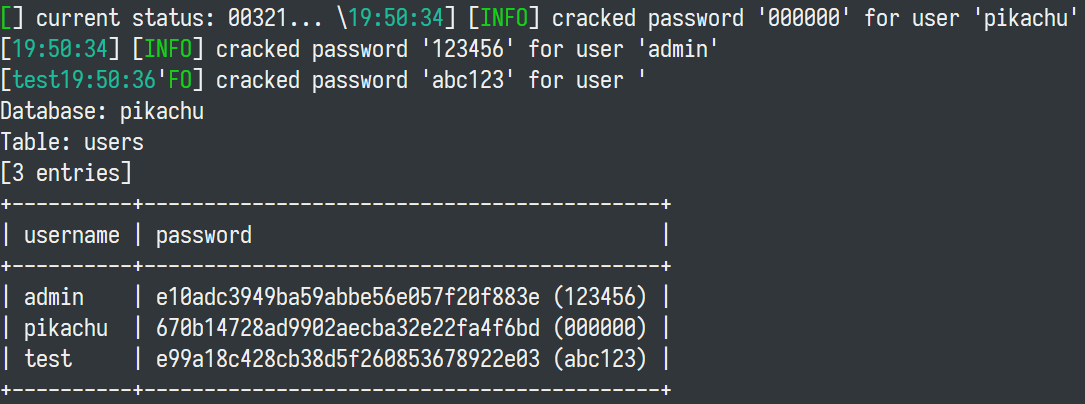 [] current status: 00321... \19:50:34] [INFO] cracked password '000000' for user 'pikachu'
[19:50:34] [INFO] cracked password '123456' for user 'admin'
[test19:50:36'FO] cracked password 'abc123' for user '
Database: pikachu
Table: users
[3 entries]
+----------+-------------------------------------------+
| username | password                                  |
+----------+-------------------------------------------+
| admin    | e10adc3949ba59abbe56e057f20f883e (123456) |
| pikachu  | 670b14728ad9902aecba32e22fa4f6bd (000000) |
| test     | e99a18c428cb38d5f260853678922e03 (abc123) |
+----------+-------------------------------------------+